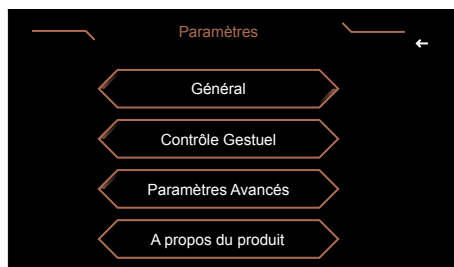 Paramètres
Général
Contrôle Gestuel
Paramètres Avancés
A propos du produit